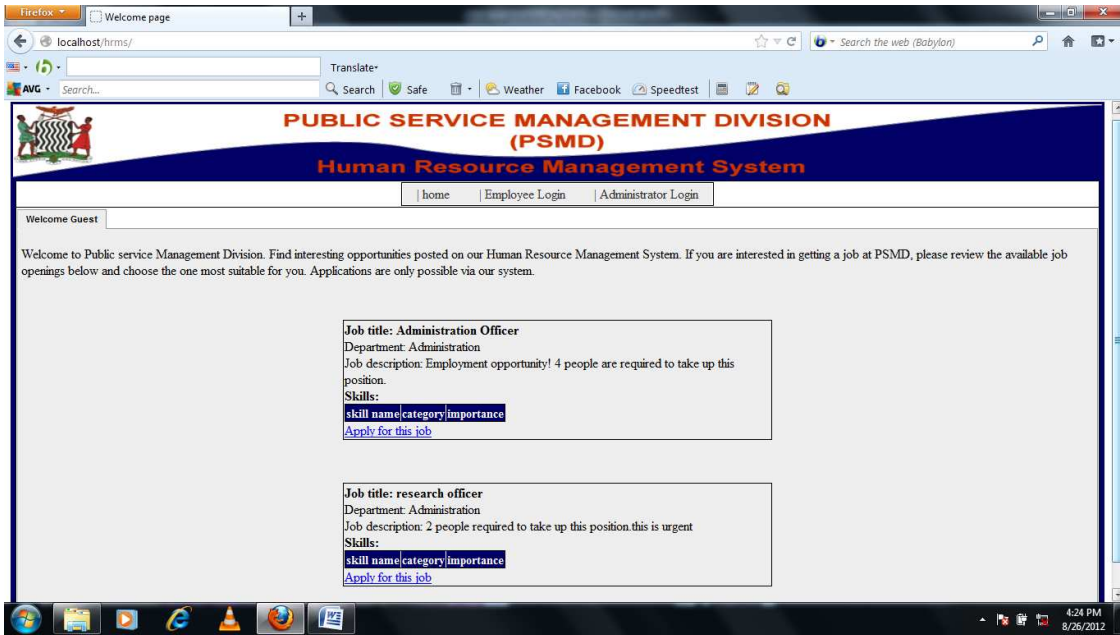 Firefox
Welcome page
localhost/hrms/
Search the web (Babylon)
Translate
AVG
Search...
Search
Safe
Weather
Facebook
Speedtest
PUBLIC SERVICE MANAGEMENT DIVISION
(PSMD)
Human Resource Management System
| home | Employee Login | Administrator Login
Welcome Guest
Welcome to Public service Management Division. Find interesting opportunities posted on our Human Resource Management System. If you are interested in getting a job at PSMD, please review the available job
openings below and choose the one most suitable for you. Applications are only possible via our system.
Job title: Administration Officer
Department: Administration
Job description: Employment opportunity! 4 people are required to take up this
position.
Skills:
skill name category importance
Apply for this job
Job title: research officer
Department: Administration
Job description: 2 people required to take up this position.this is urgent
Skills:
skill name category importance
Apply for this job
4:24 PM
8/26/2012